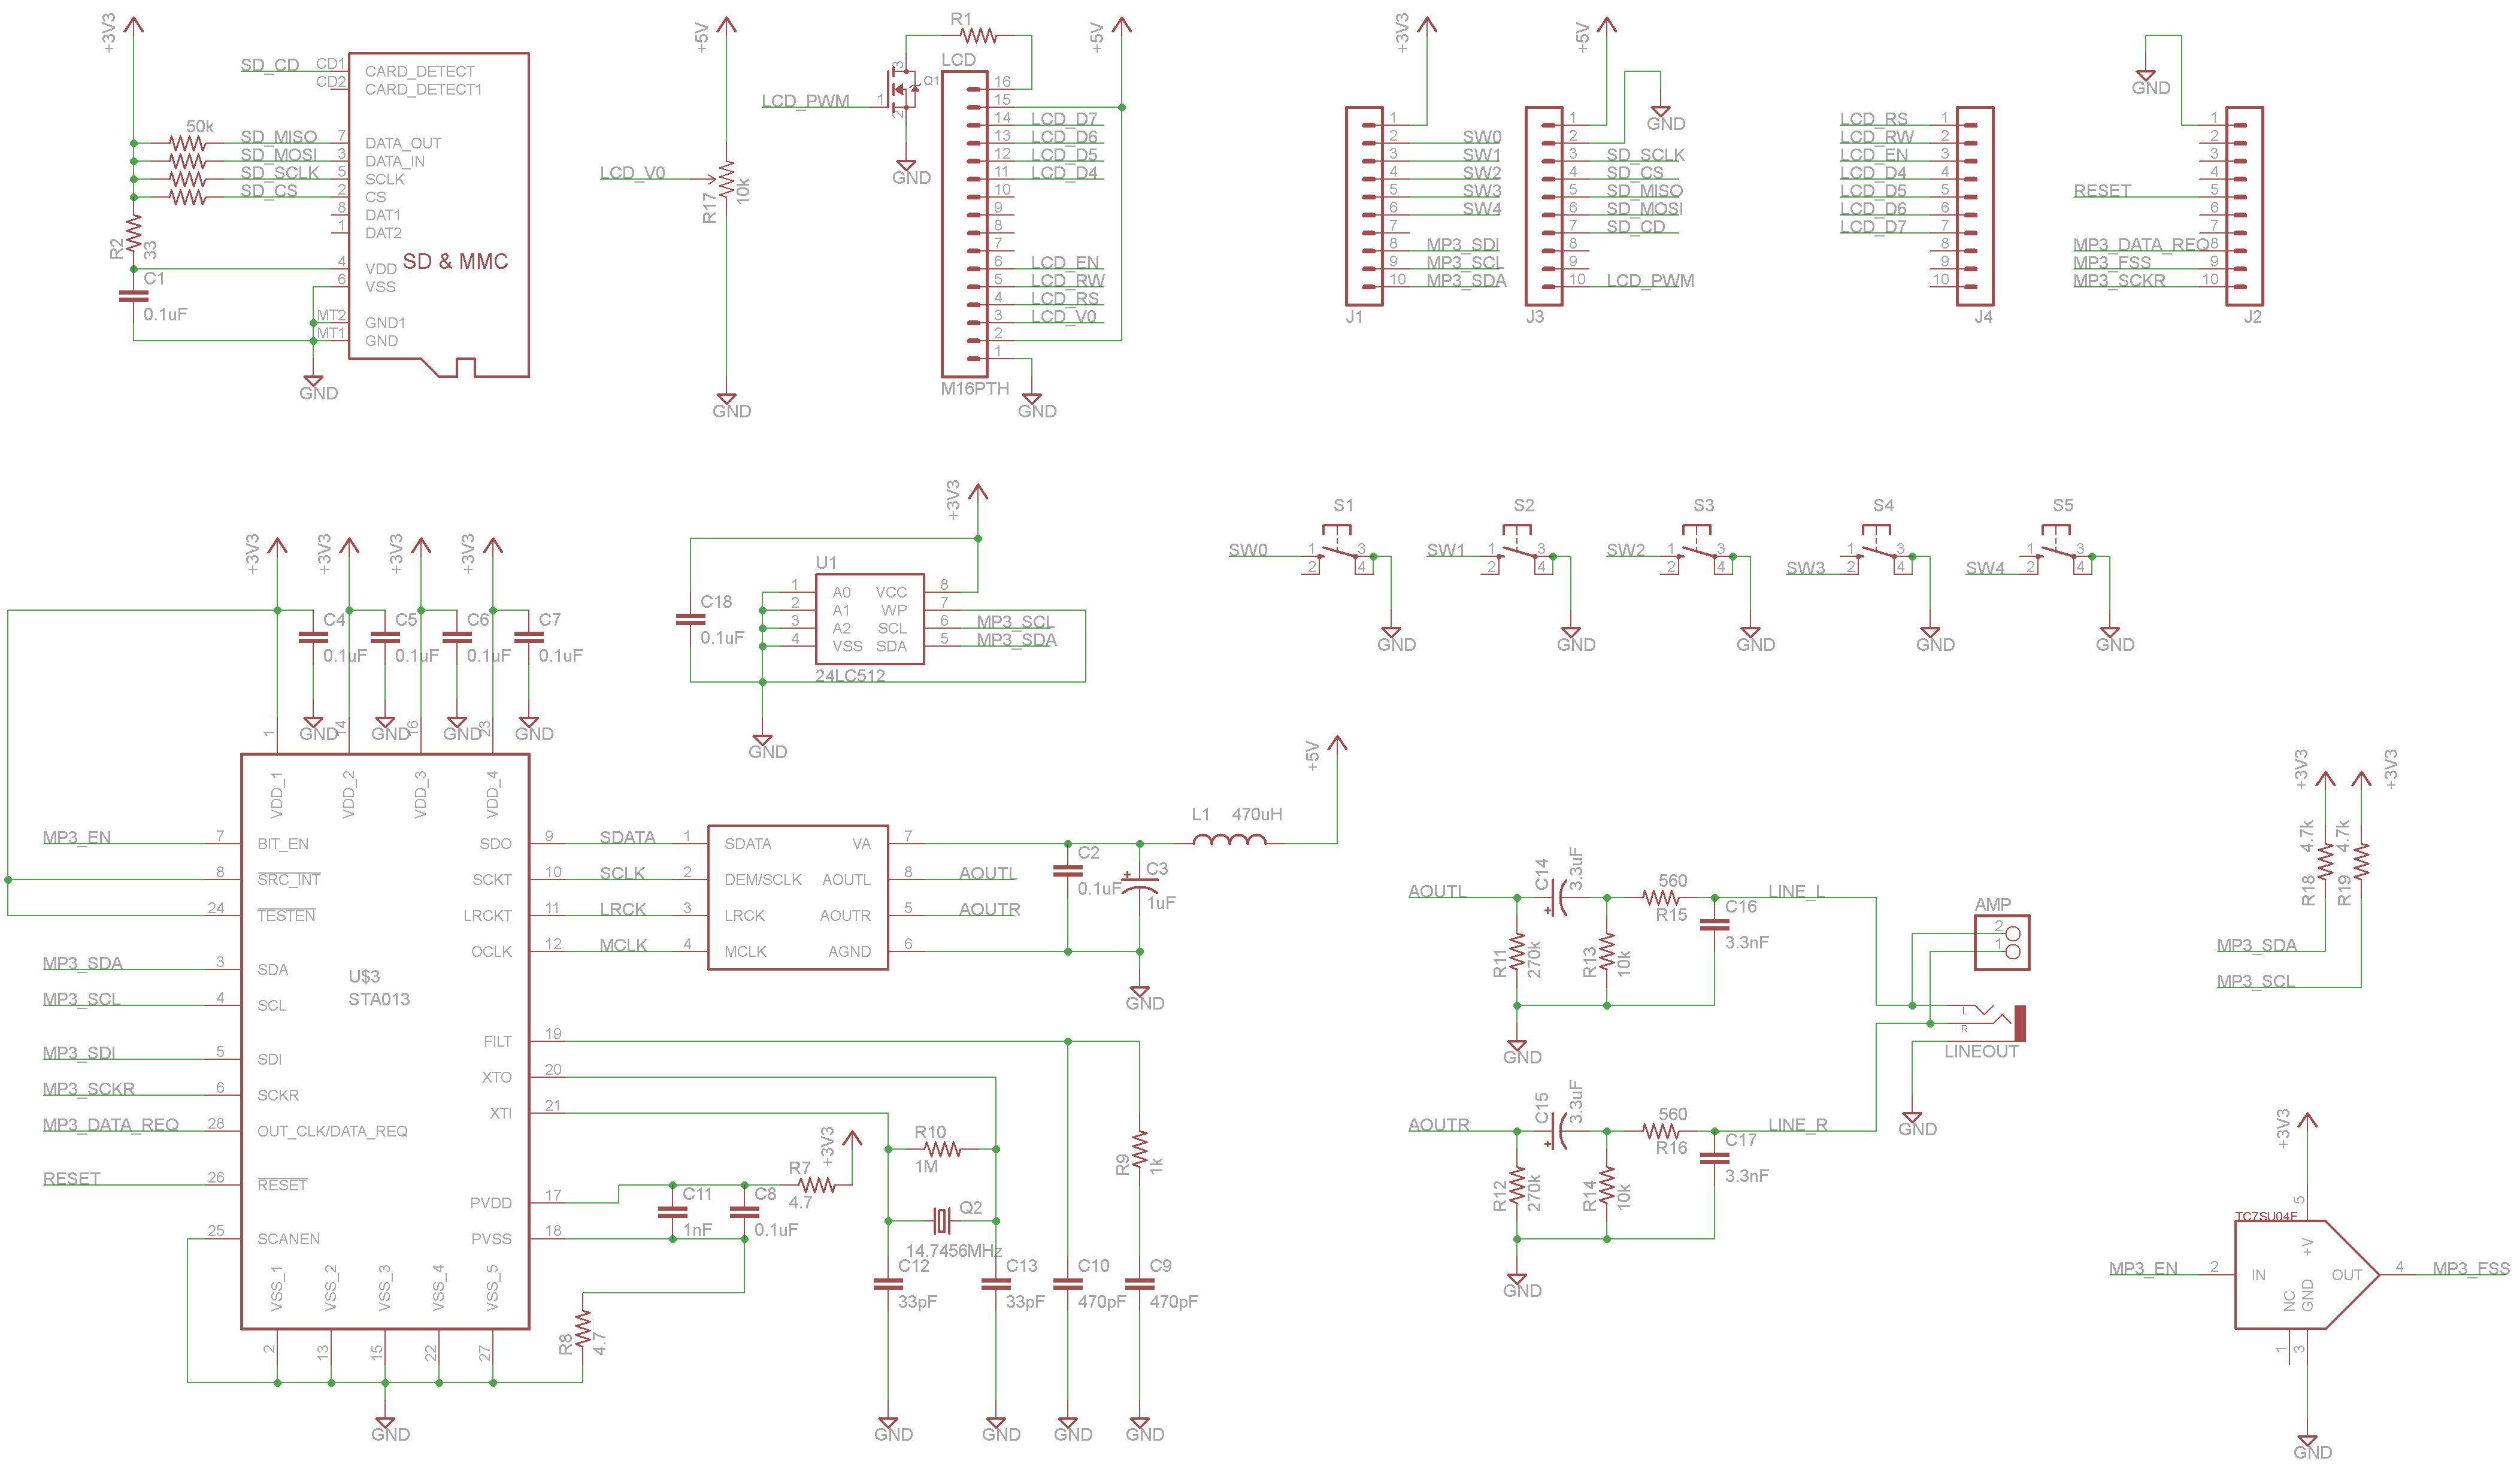 +3V3
SD_CD CD1 CARD_DETECT
CD2 CARD_DETECT1
50k
SD_MISO 7 DATA_OUT
SD_MOSI 3 DATA_IN
SD_SCLK 5 SCLK
SD_CS 2 CS
8 DAT1
1 DAT2
R2 33
SD & MMC
4 VDD
6 VSS
C1
0.1uF
MT2 GND1
MT1 GND
GND
+5V
LCD_V0
R17 10k
GND
R1
+5V
LCD
3 Q1
LCD_PWM 1
2
GND
16
15
14 LCD_D7
13 LCD_D6
12 LCD_D5
11 LCD_D4
10
9
8
7
6 LCD_EN
5 LCD_RW
4 LCD_RS
3 LCD_V0
2
1
M16PTH
GND
+3V3
1
2 SW0
3 SW1
4 SW2
5 SW3
6 SW4
7
8 MP3_SDI
9 MP3_SCL
10 MP3_SDA
J1
+5V
GND
1
2
3 SD_SCLK
4 SD_CS
5 SD_MISO
6 SD_MOSI
7 SD_CD
8
9
10 LCD_PWM
J3
LCD_RS 1
LCD_RW 2
LCD_EN 3
LCD_D4 4
LCD_D5 5
LCD_D6 6
LCD_D7 7
8
9
10
J4
GND
1
2
3
4
RESET 5
6
7
MP3_DATA_REQ 8
MP3_FSS 9
MP3_SCKR 10
J2
+3V3
U1
C18
0.1uF
1 A0 VCC 8
2 A1 WP 7
3 A2 SCL 6 MP3_SCL
4 VSS SDA 5 MP3_SDA
24LC512
GND
S1 S2 S3 S4 S5
SW0 1 3
2 4
SW1 1 3
2 4
SW2 1 3
2 4
1 3
SW3 2 4
1 3
SW4 2 4
GND GND GND GND GND
+3V3 +3V3 +3V3 +3V3
C4 C5 C6 C7
0.1uF 0.1uF 0.1uF 0.1uF
GND GND GND GND
1 14 16 23
VDD_1 VDD_2 VDD_3 VDD_4
MP3_EN 7 BIT_EN
8 SRC_INT
24 TESTEN
MP3_SDA 3 SDA
MP3_SCL 4 SCL
MP3_SDI 5 SDI
MP3_SCKR 6 SCKR
MP3_DATA_REQ 28 OUT_CLK/DATA_REQ
RESET 26 RESET
25 SCANEN
U$3
STA013
SDO 9 SDATA 1 SDATA VA 7
SCKT 10 SCLK 2 DEM/SCLK AOUTL 8 AOUTL
LRCKT 11 LRCK 3 LRCK AOUTR 5 AOUTR
OCLK 12 MCLK 4 MCLK AGND 6
FILT 19
XTO 20
XTI 21
PVDD 17
PVSS 18
VSS_1 VSS_2 VSS_3 VSS_4 VSS_5
2 13 15 22 27
GND
+5V
L1 470uH
C2
0.1uF
C3
1uF
GND
C11
1nF
C8
0.1uF
R7
4.7
+3V3
R8 4.7
R10
1M
Q2
14.7456MHz
C12
33pF
C13
33pF
C10
470pF
R9 1k
C9
470pF
GND GND GND GND
AOUTL
C14 3.3uF
560
R15
LINE_L
C16
3.3nF
R11 270k
R13 10k
GND
AOUTR
C15 3.3uF
560
R16
LINE_R
C17
3.3nF
R12 270k
R14 10k
GND
AMP
2
1
L
R
LINEOUT
GND
+3V3 +3V3
R18 4.7k
R19 4.7k
MP3_SDA
MP3_SCL
+3V3
5
TC7SU04F
+V
MP3_EN 2 IN OUT 4 MP3_FSS
NC GND
1 3
GND